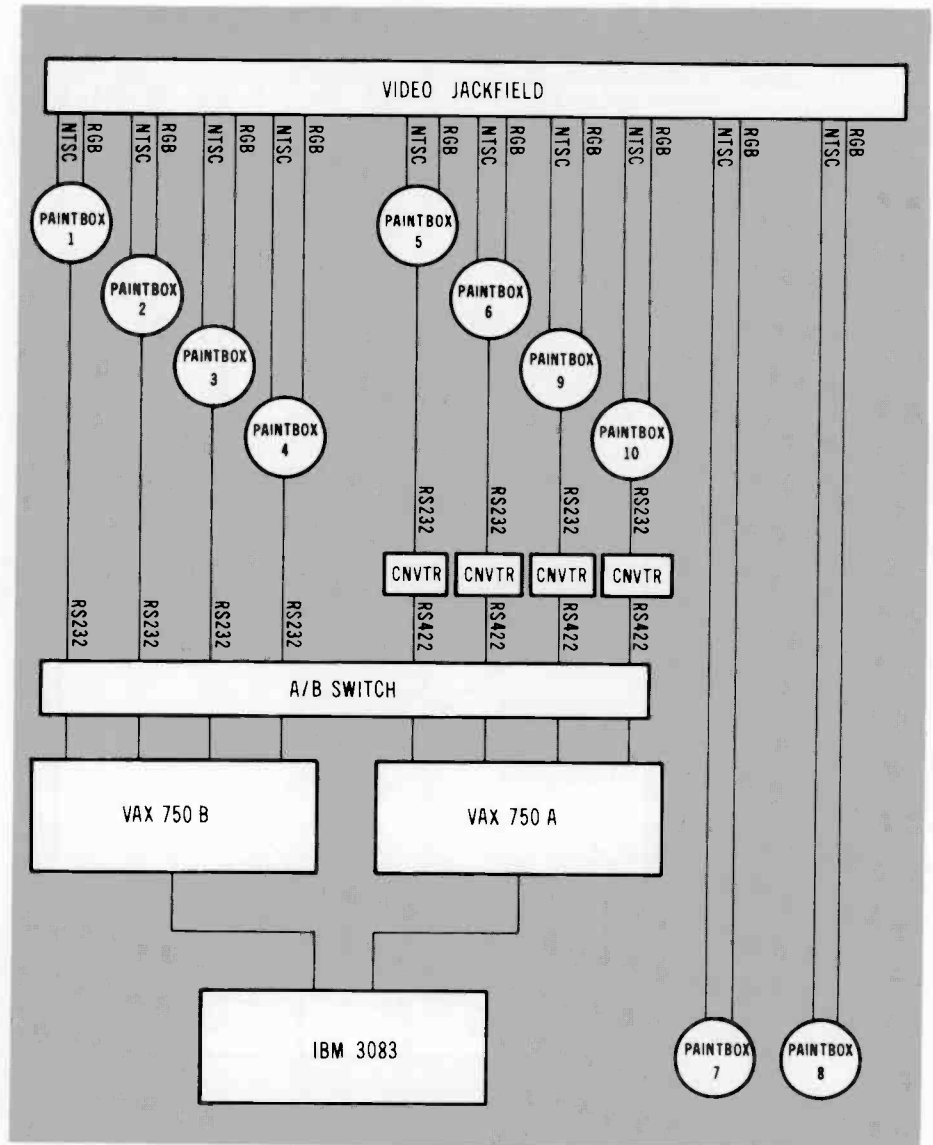 VIDEO JACKFIELD
NTSC
RGB
NTSC
RGB
NTSC
RGB
NTSC
RGB
NTSC
RGB
NTSC
RGB
NTSC
RGB
NTSC
RGB
NTSC
RGB
NTSC
RGB
PAINTBOX
1
PAINTBOX
2
PAINTBOX
3
PAINTBOX
4
PAINTBOX
5
PAINTBOX
6
PAINTBOX
9
PAINTBOX
10
RS232
RS232
RS232
RS232
CNVTR
CNVTR
CNVTR
CNVTR
RS232
RS232
RS232
RS232
RS422
RS422
RS422
RS422
A/B SWITCH
VAX 750 B
VAX 750 A
IBM 3083
PAINTBOX
7
PAINTBOX
8